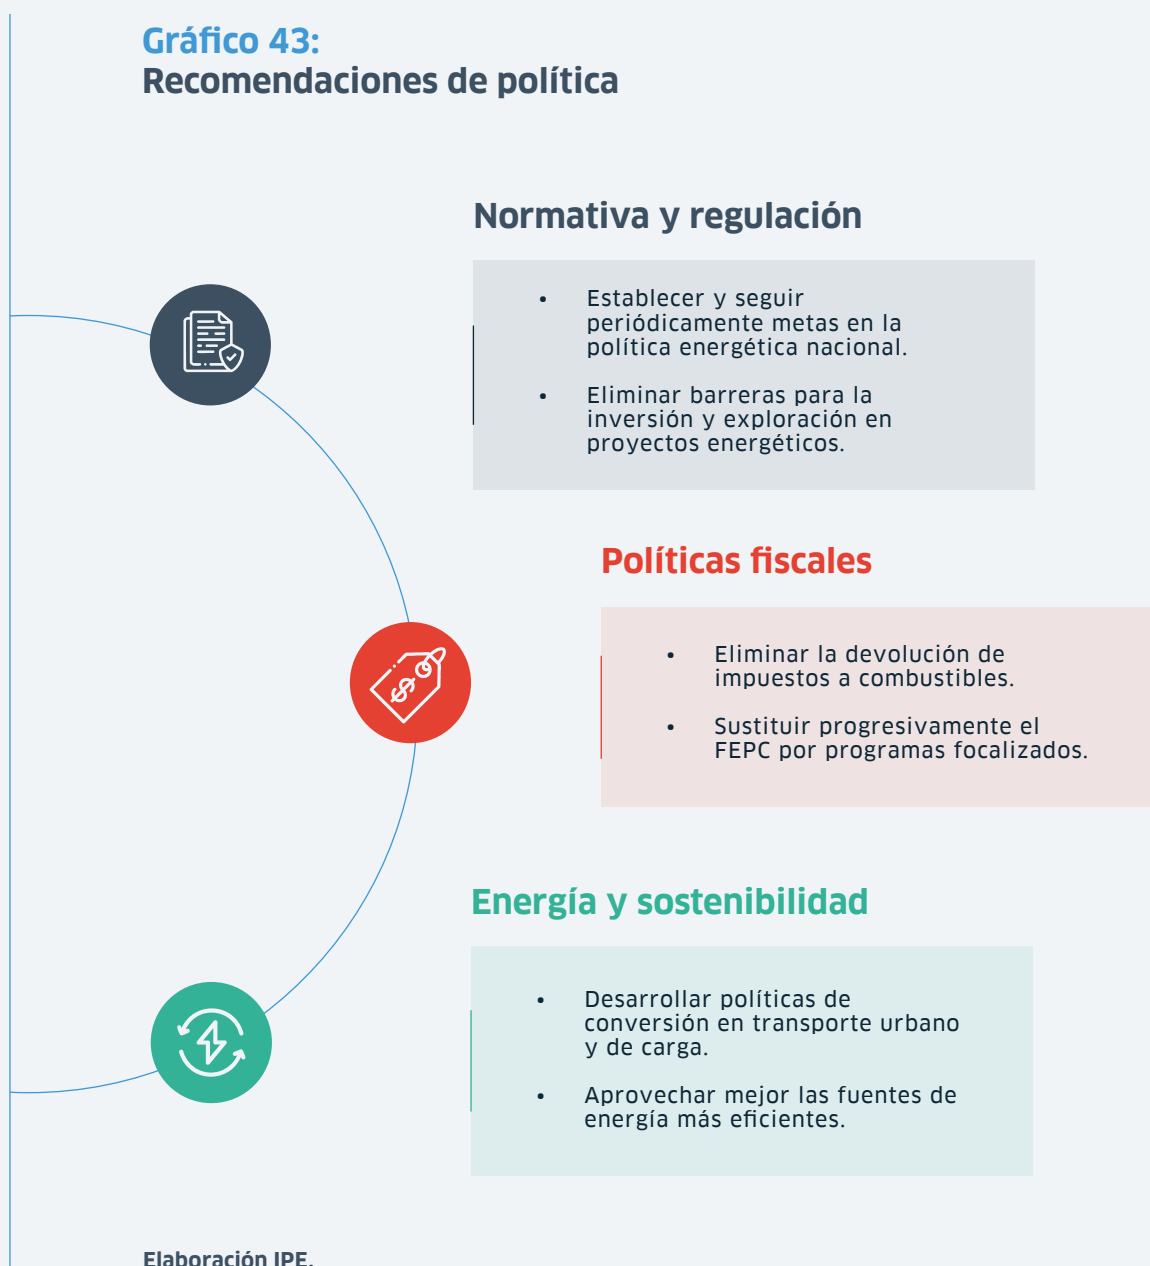 Gráfico 43:
Recomendaciones de política
Normativa y regulación
• Establecer y seguir
periódicamente metas en la
política energética nacional.
• Eliminar barreras para la
inversión y exploración en
proyectos energéticos.
Políticas fiscales
• Eliminar la devolución de
impuestos a combustibles.
• Sustituir progresivamente el
FEPC por programas focalizados.
Energía y sostenibilidad
• Desarrollar políticas de
conversión en transporte urbano
y de carga.
• Aprovechar mejor las fuentes de
energía más eficientes.
Elaboración IPE.